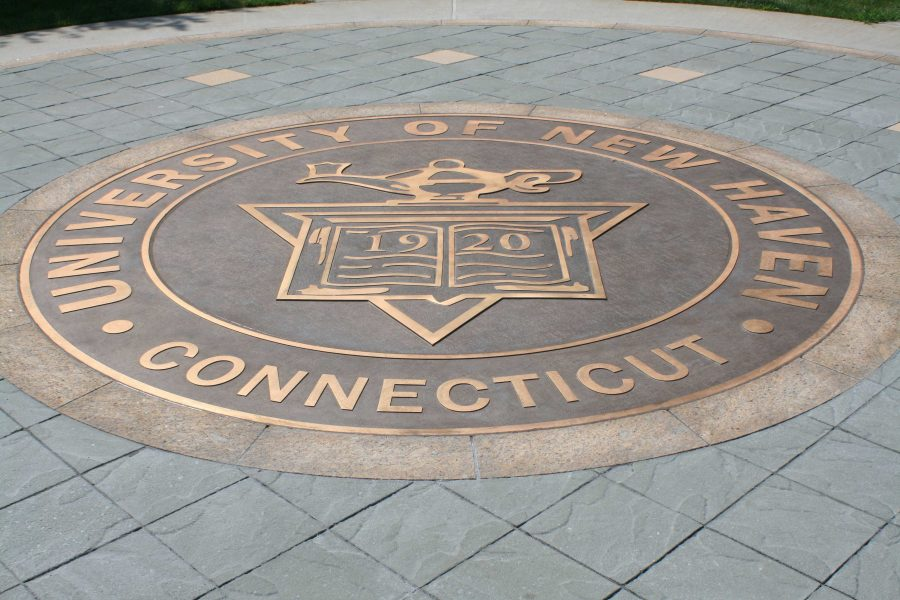 UNIVERSITY OF NEW HAVEN
1920
CONNECTICUT